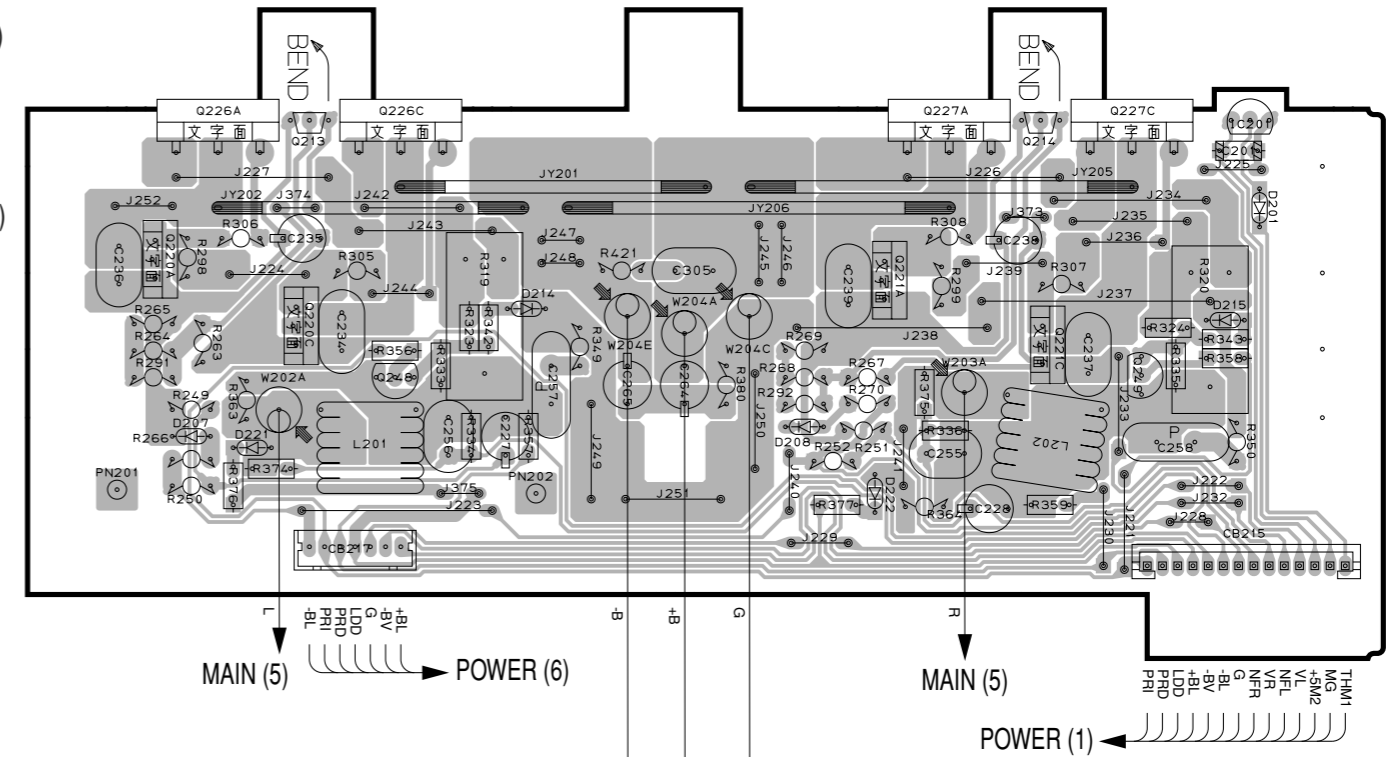 )
)
BEND
BEND
Q226A
Q226C
Q227A
Q227C
文字面
文字面
文字面
文字面
Q213
Q214
IC201
C201
J225
J227
JY201
J226
JY205
J252
JY202
J374
J242
JY206
J373
J234
D201
R306
C235
J243
J247
J245
J246
R308
C238
J235
J236
C236
文字面
Q220A
R298
J224
R305
J248
R421
C305
C239
文字面
Q221A
R299
J239
R307
R320
J244
R319
D214
W204A
J237
D215
R265
R264
R291
R263
Q220C
文字面
C234
R323
R342
W204E
W204C
J238
文字面
Q221C
C237
R324
R343
R358
R356
Q248
R333
P
C257
R349
C265
C264
R380
R269
R268
R292
R267
R270
W203A
R375
J233
Q249
R335
W202A
R249
D207
R266
R363
D221
L201
C256
R334
C227
R357
J249
J250
D208
R252
R251
J241
R336
C255
L202
P
C258
R350
PN201
R250
R376
R374
J375
J223
PN202
J251
J240
R377
D222
R364
C228
R359
J230
J221
J222
J232
J228
CB217
J229
CB215
L
-BL
PRI
PRD
LDD
G
-BV
+BL
-B
+B
G
R
MAIN (5)
POWER (6)
MAIN (5)
PRI
PRD
LDD
+BL
-BV
-BL
G
NFR
VR
NFL
VL
+5M2
MG
THM1
POWER (1)